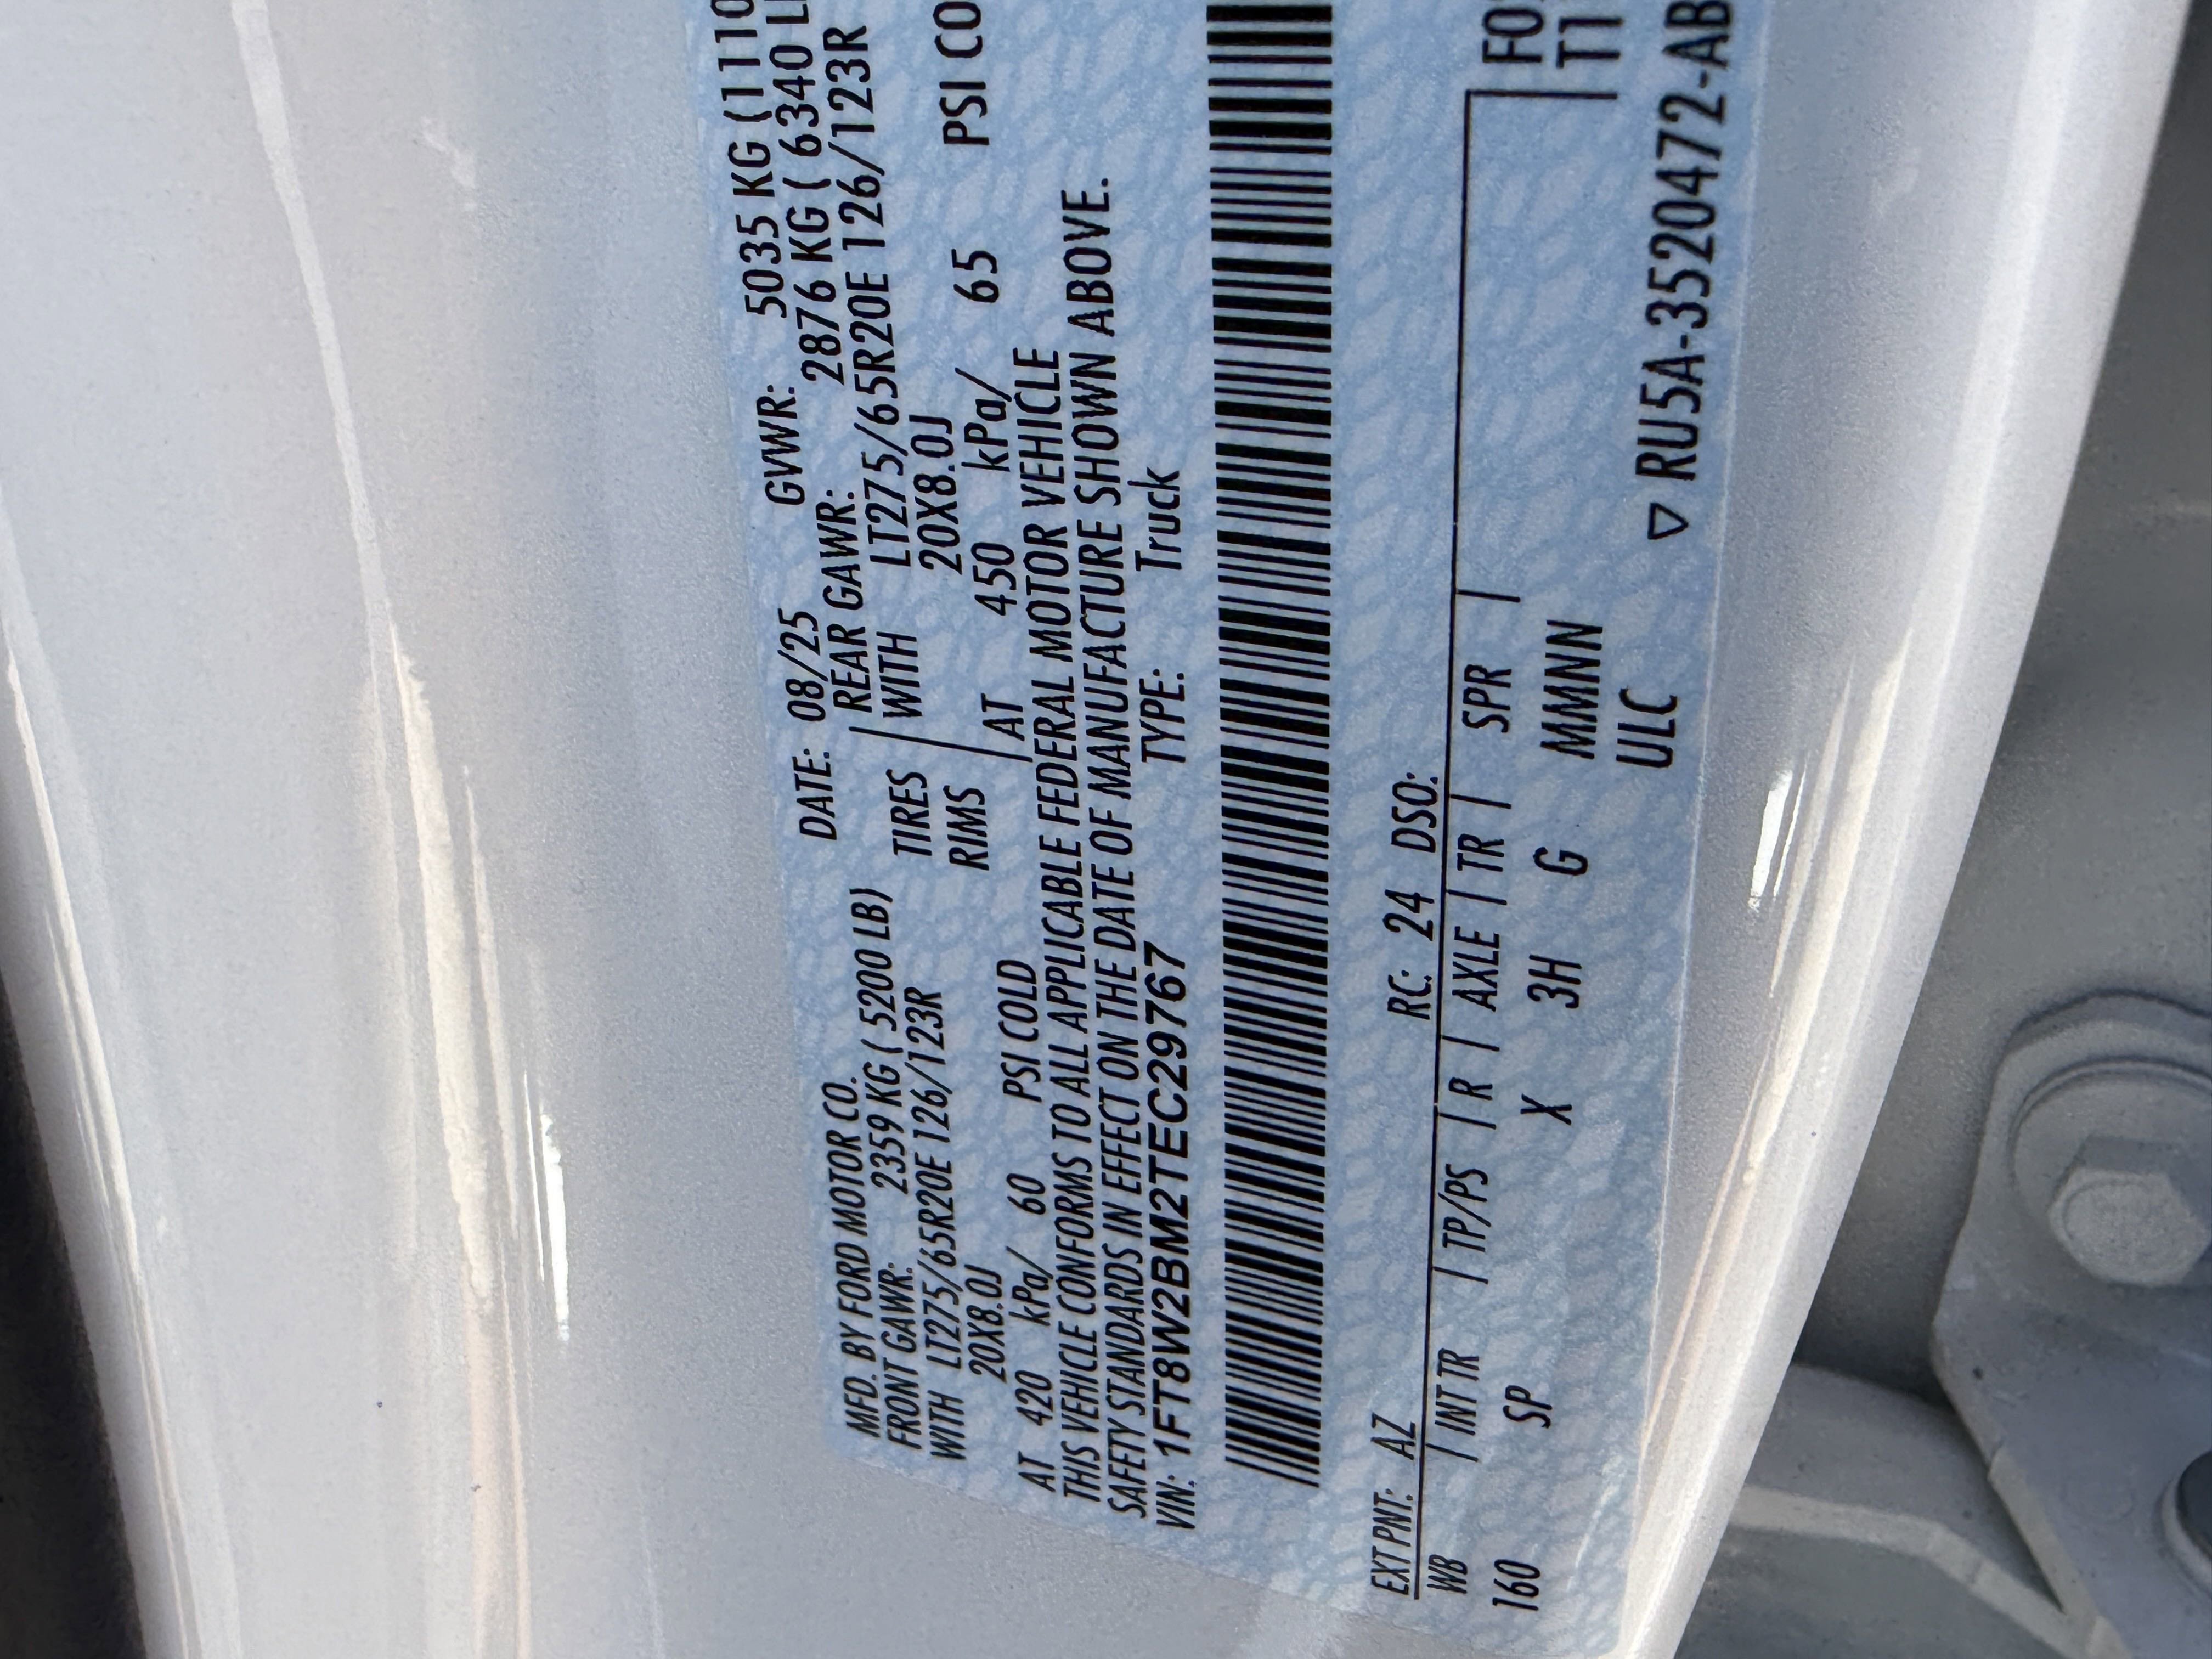 MFD. BY FORD MOTOR CO. DATE: 08/25 GVWR: 5035 KG (1110
FRONT GAWR: 2359 KG ( 5200 LB) REAR GAWR: 2876 KG ( 6340 L
WITH LT275/65R20E 126/123R TIRES WITH LT275/65R20E 126/123R
20X8.0J RIMS 20X8.0J
AT 420 kPa/ 60 PSI COLD AT 450 kPa/ 65 PSI CO
THIS VEHICLE CONFORMS TO ALL APPLICABLE FEDERAL MOTOR VEHICLE
SAFETY STANDARDS IN EFFECT ON THE DATE OF MANUFACTURE SHOWN ABOVE.
VIN: 1FT8W2BM2TEC29767 TYPE: Truck
EXT PNT: AZ RC: 24 DSO:
WB | INT TR | TP/PS | R | AXLE | TR | SPR | F0
160 SP X 3H G MMNN T1
ULC
▽ RU5A-3520472-AB